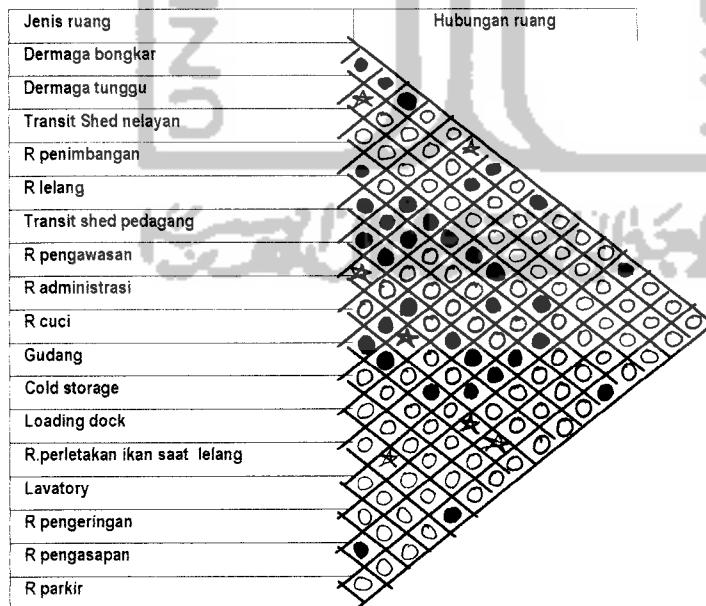 Jenis ruang Hubungan ruang
Dermaga bongkar
Dermaga tunggu
Transit Shed nelayan
R penimbangan
R lelang
Transit shed pedagang
R pengawasan
R administrasi
R cuci
Gudang
Cold storage
Loading dock
R.perletakan ikan saat lelang
Lavatory
R pengeringan
R pengasapan
R parkir